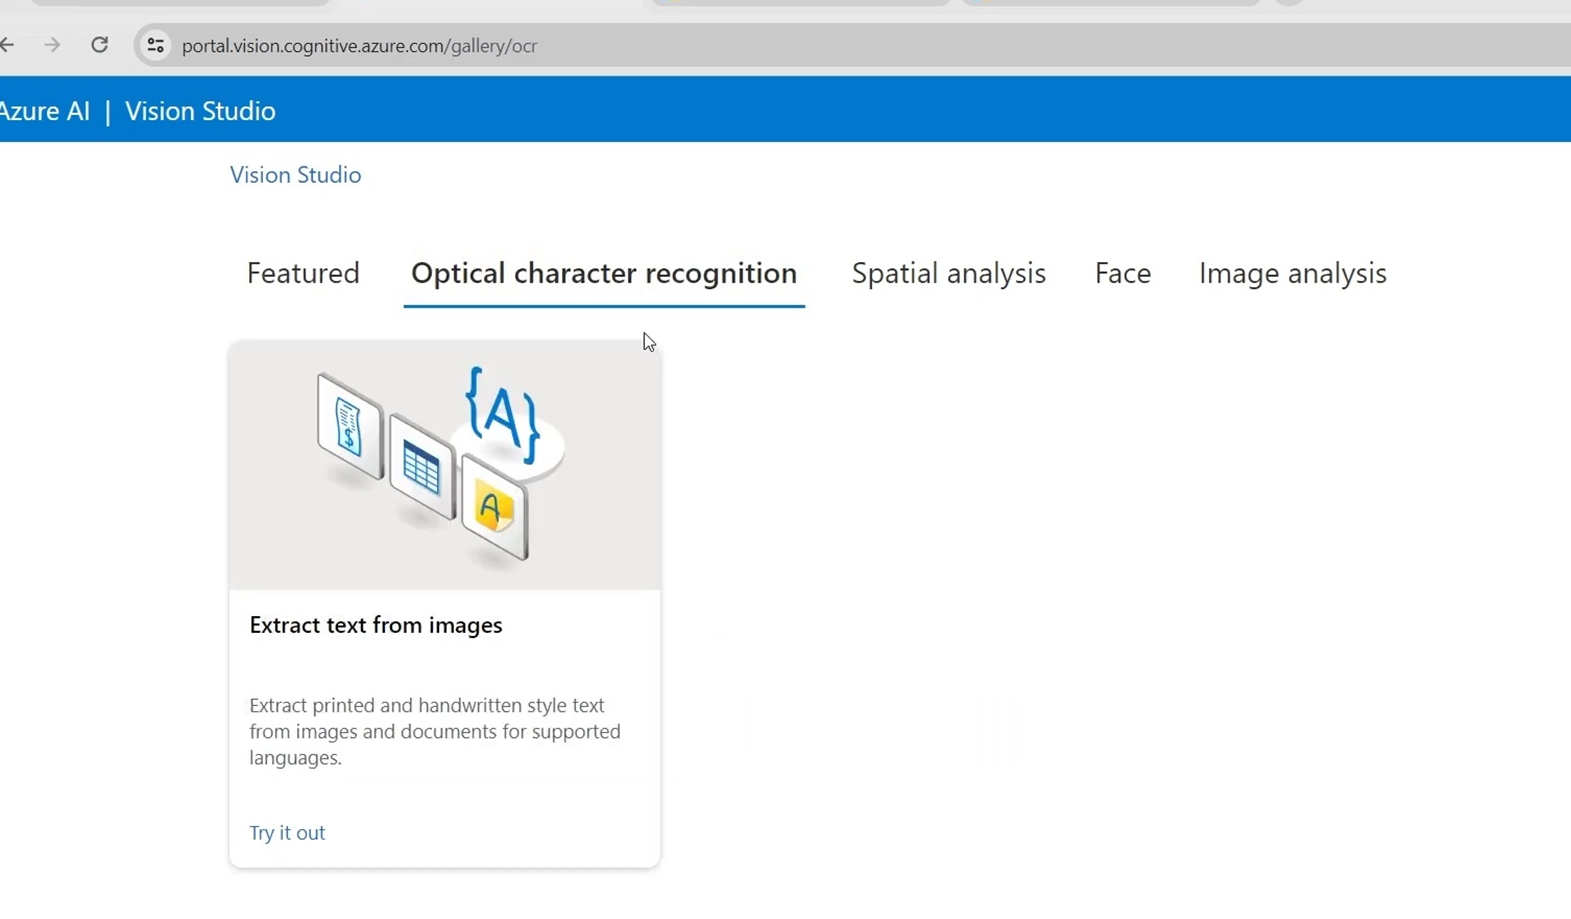 portal.vision.cognitive.azure.com/gallery/ocr
Azure AI | Vision Studio
Vision Studio
Featured Optical character recognition Spatial analysis Face Image analysis
{A}
$
A
Extract text from images
Extract printed and handwritten style text
from images and documents for supported
languages.
Try it out